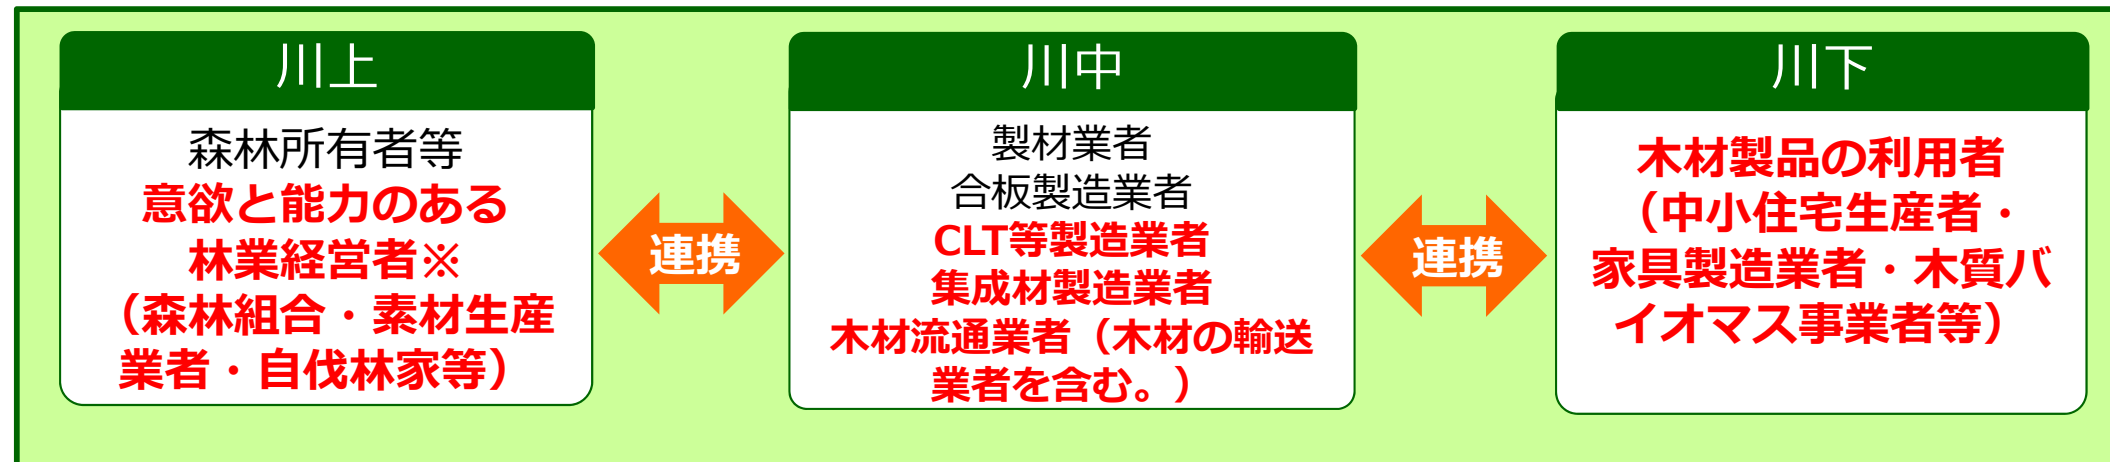 川上
森林所有者等
意欲と能力のある
林業経営者※
（森林組合・素材生産
業者・自伐林家等）
連携
川中
製材業者
合板製造業者
CLT等製造業者
集成材製造業者
木材流通業者（木材の輸送
業者を含む。）
連携
川下
木材製品の利用者
（中小住宅生産者・
家具製造業者・木質バ
イオマス事業者等）